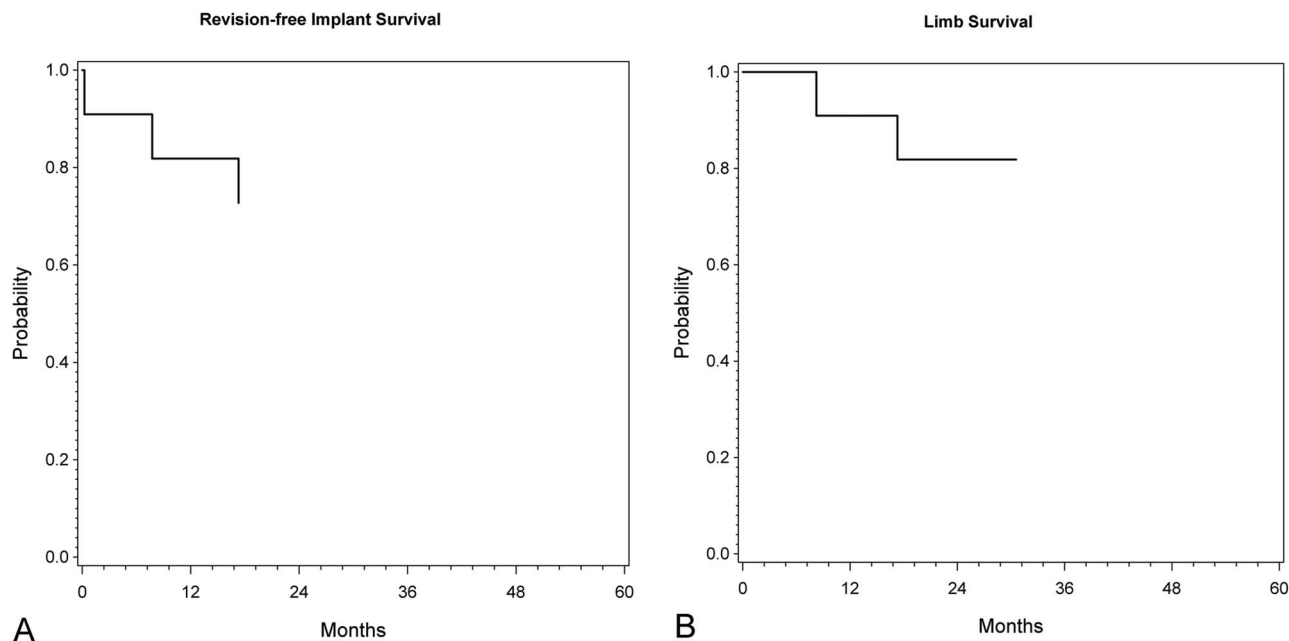 Revision-free Implant Survival
1.0
0.8
0.6
0.4
0.2
0.0
Probability
0 12 24 36 48 60
Months
A
Limb Survival
1.0
0.8
0.6
0.4
0.2
0.0
Probability
0 12 24 36 48 60
Months
B